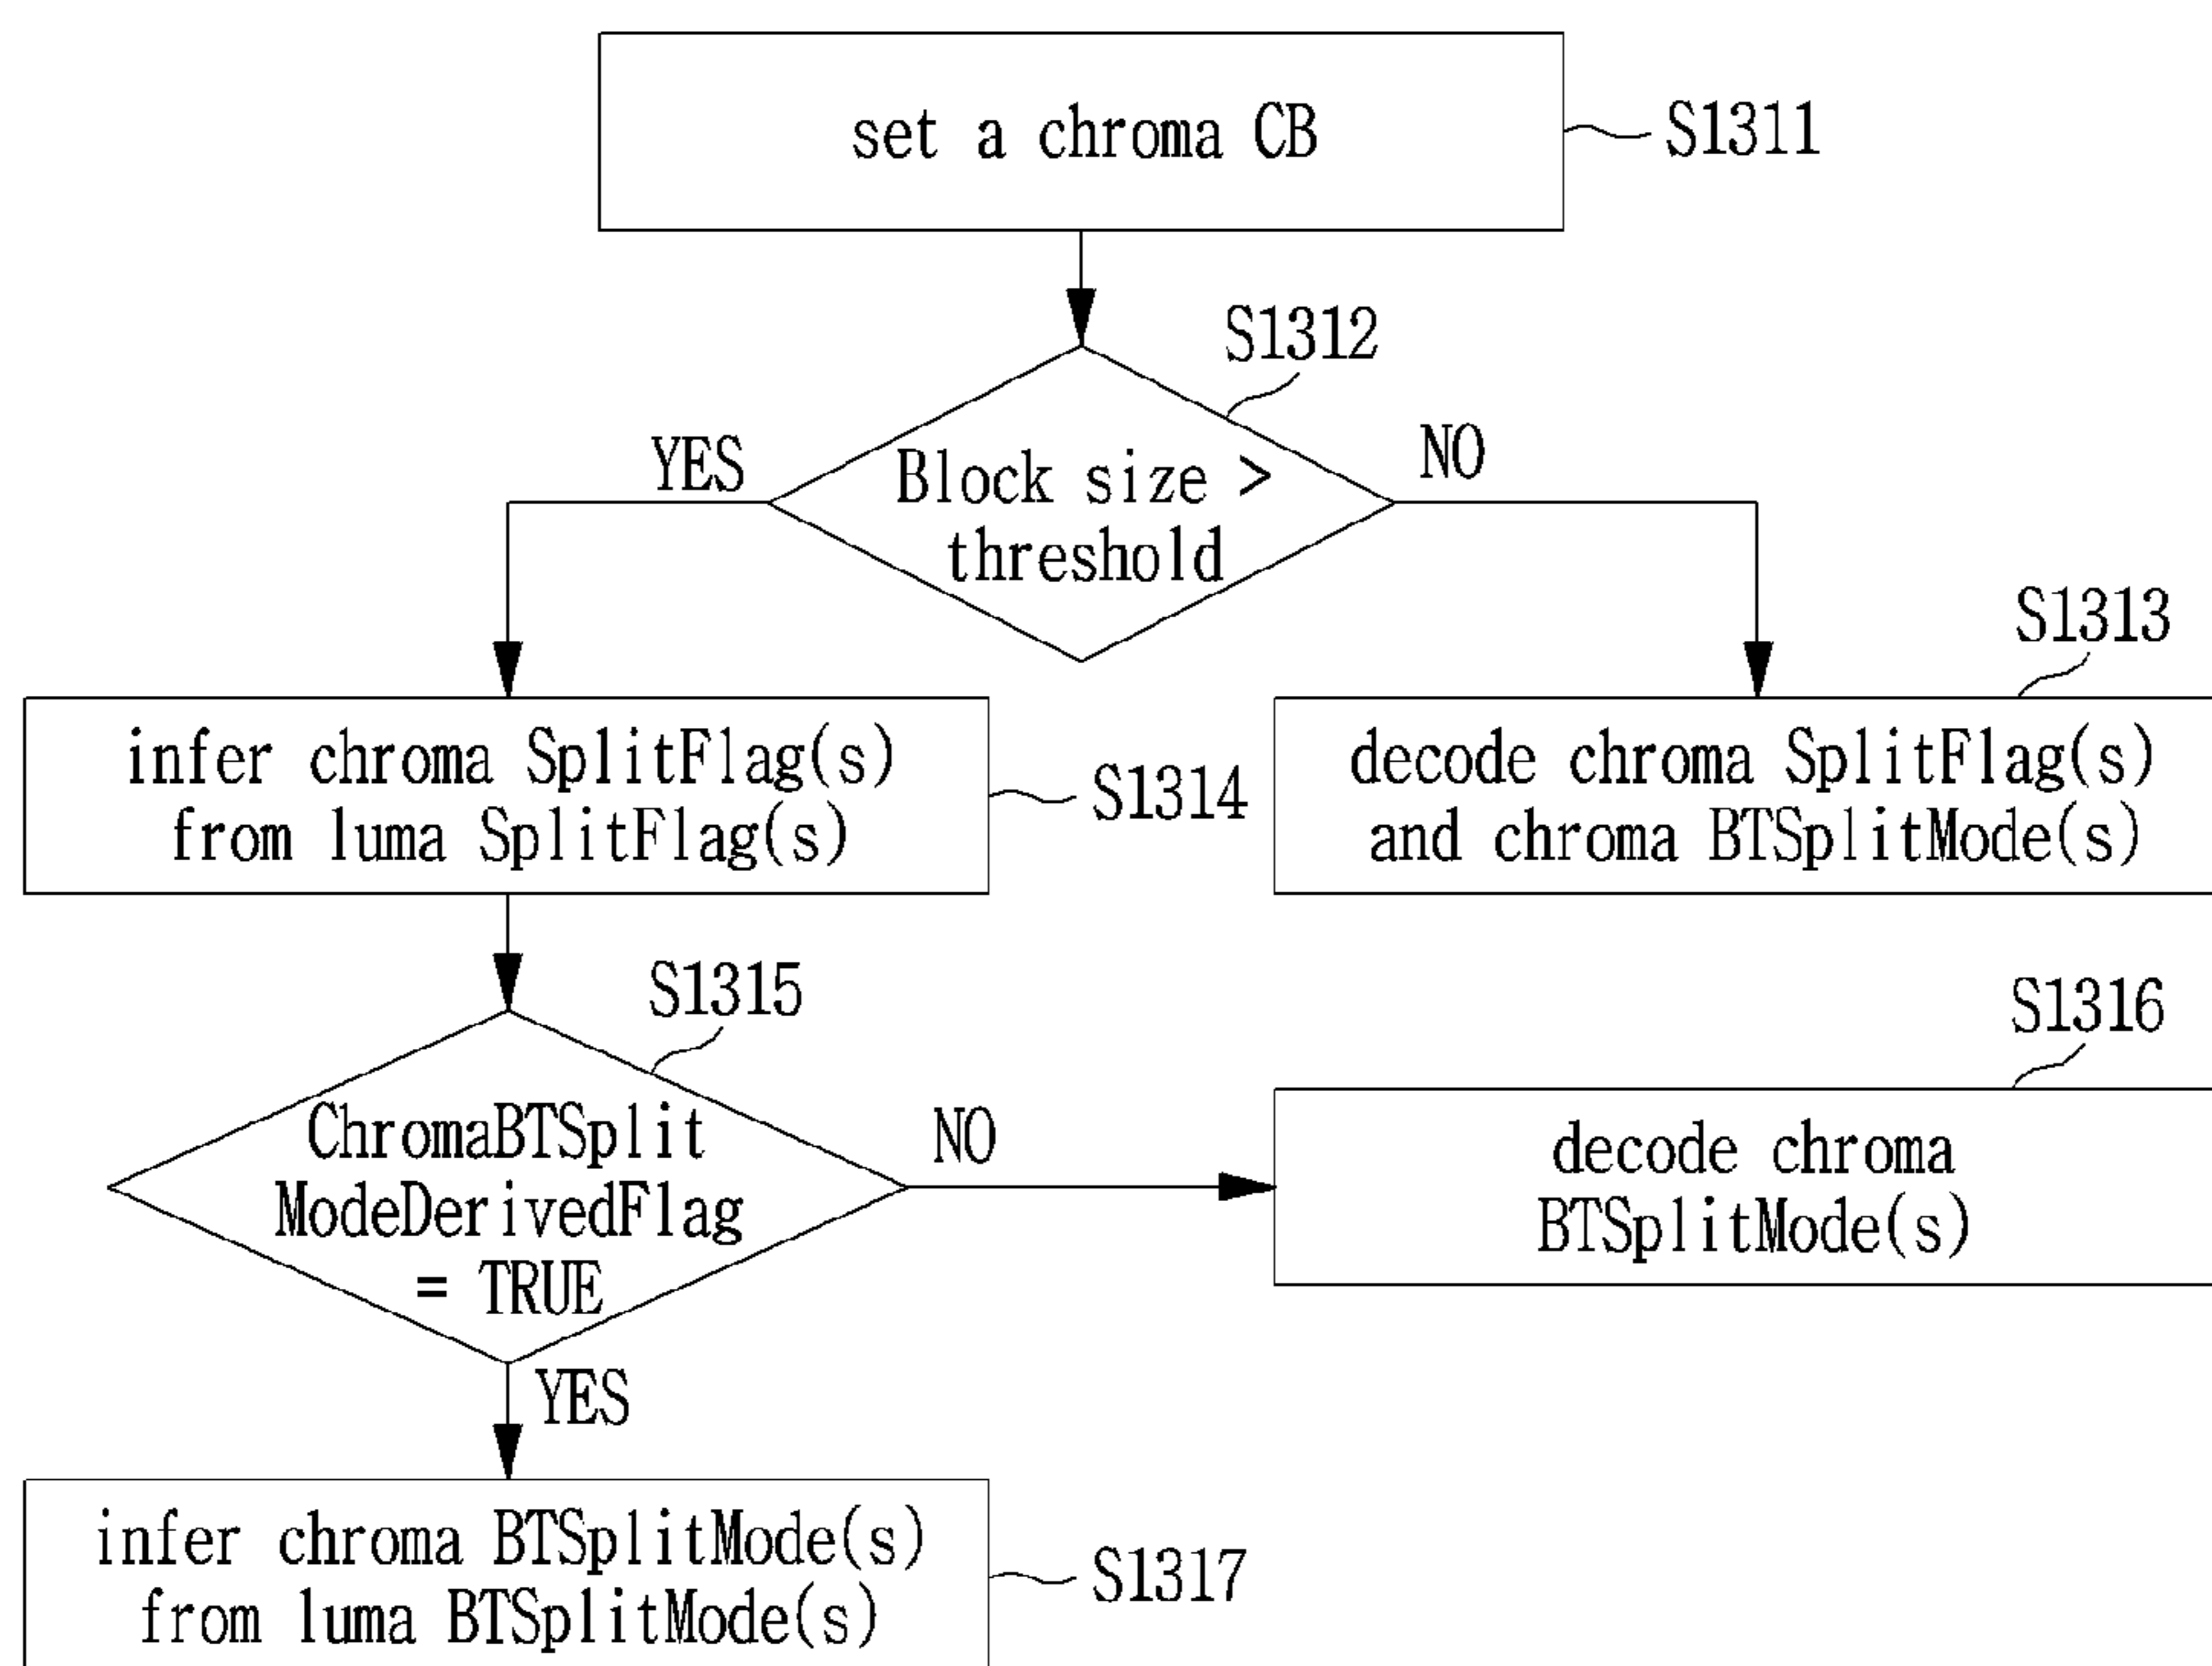 set a chroma CB
S1311
S1312
YES
Block size >
threshold
NO
S1313
infer chroma SplitFlag(s)
from luma SplitFlag(s)
S1314
decode chroma SplitFlag(s)
and chroma BTSplitMode(s)
S1315
ChromaBTSplit
ModeDerivedFlag
= TRUE
NO
S1316
decode chroma
BTSplitMode(s)
YES
infer chroma BTSplitMode(s)
from luma BTSplitMode(s)
S1317